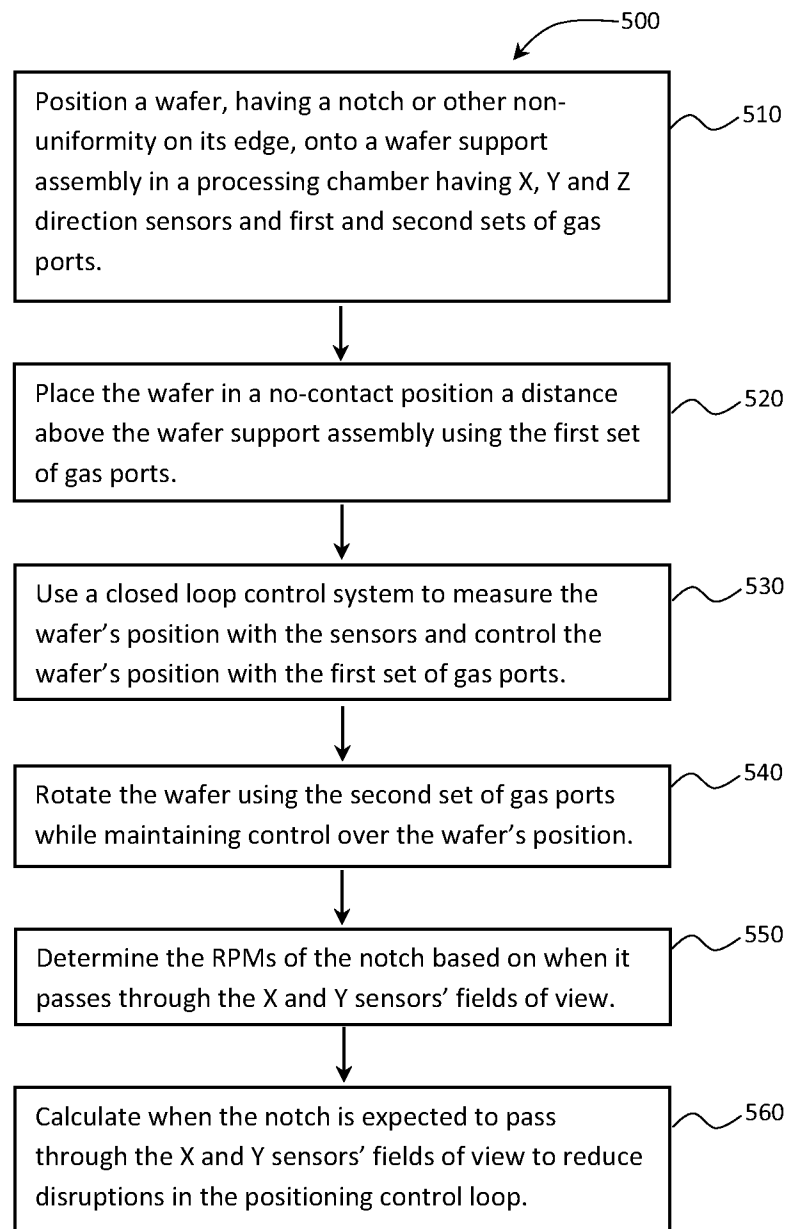 500
Position a wafer, having a notch or other non-
uniformity on its edge, onto a wafer support
assembly in a processing chamber having X, Y and Z
direction sensors and first and second sets of gas
ports.
510
Place the wafer in a no-contact position a distance
above the wafer support assembly using the first set
of gas ports.
520
Use a closed loop control system to measure the
wafer’s position with the sensors and control the
wafer’s position with the first set of gas ports.
530
Rotate the wafer using the second set of gas ports
while maintaining control over the wafer’s position.
540
Determine the RPMs of the notch based on when it
passes through the X and Y sensors’ fields of view.
550
Calculate when the notch is expected to pass
through the X and Y sensors’ fields of view to reduce
disruptions in the positioning control loop.
560